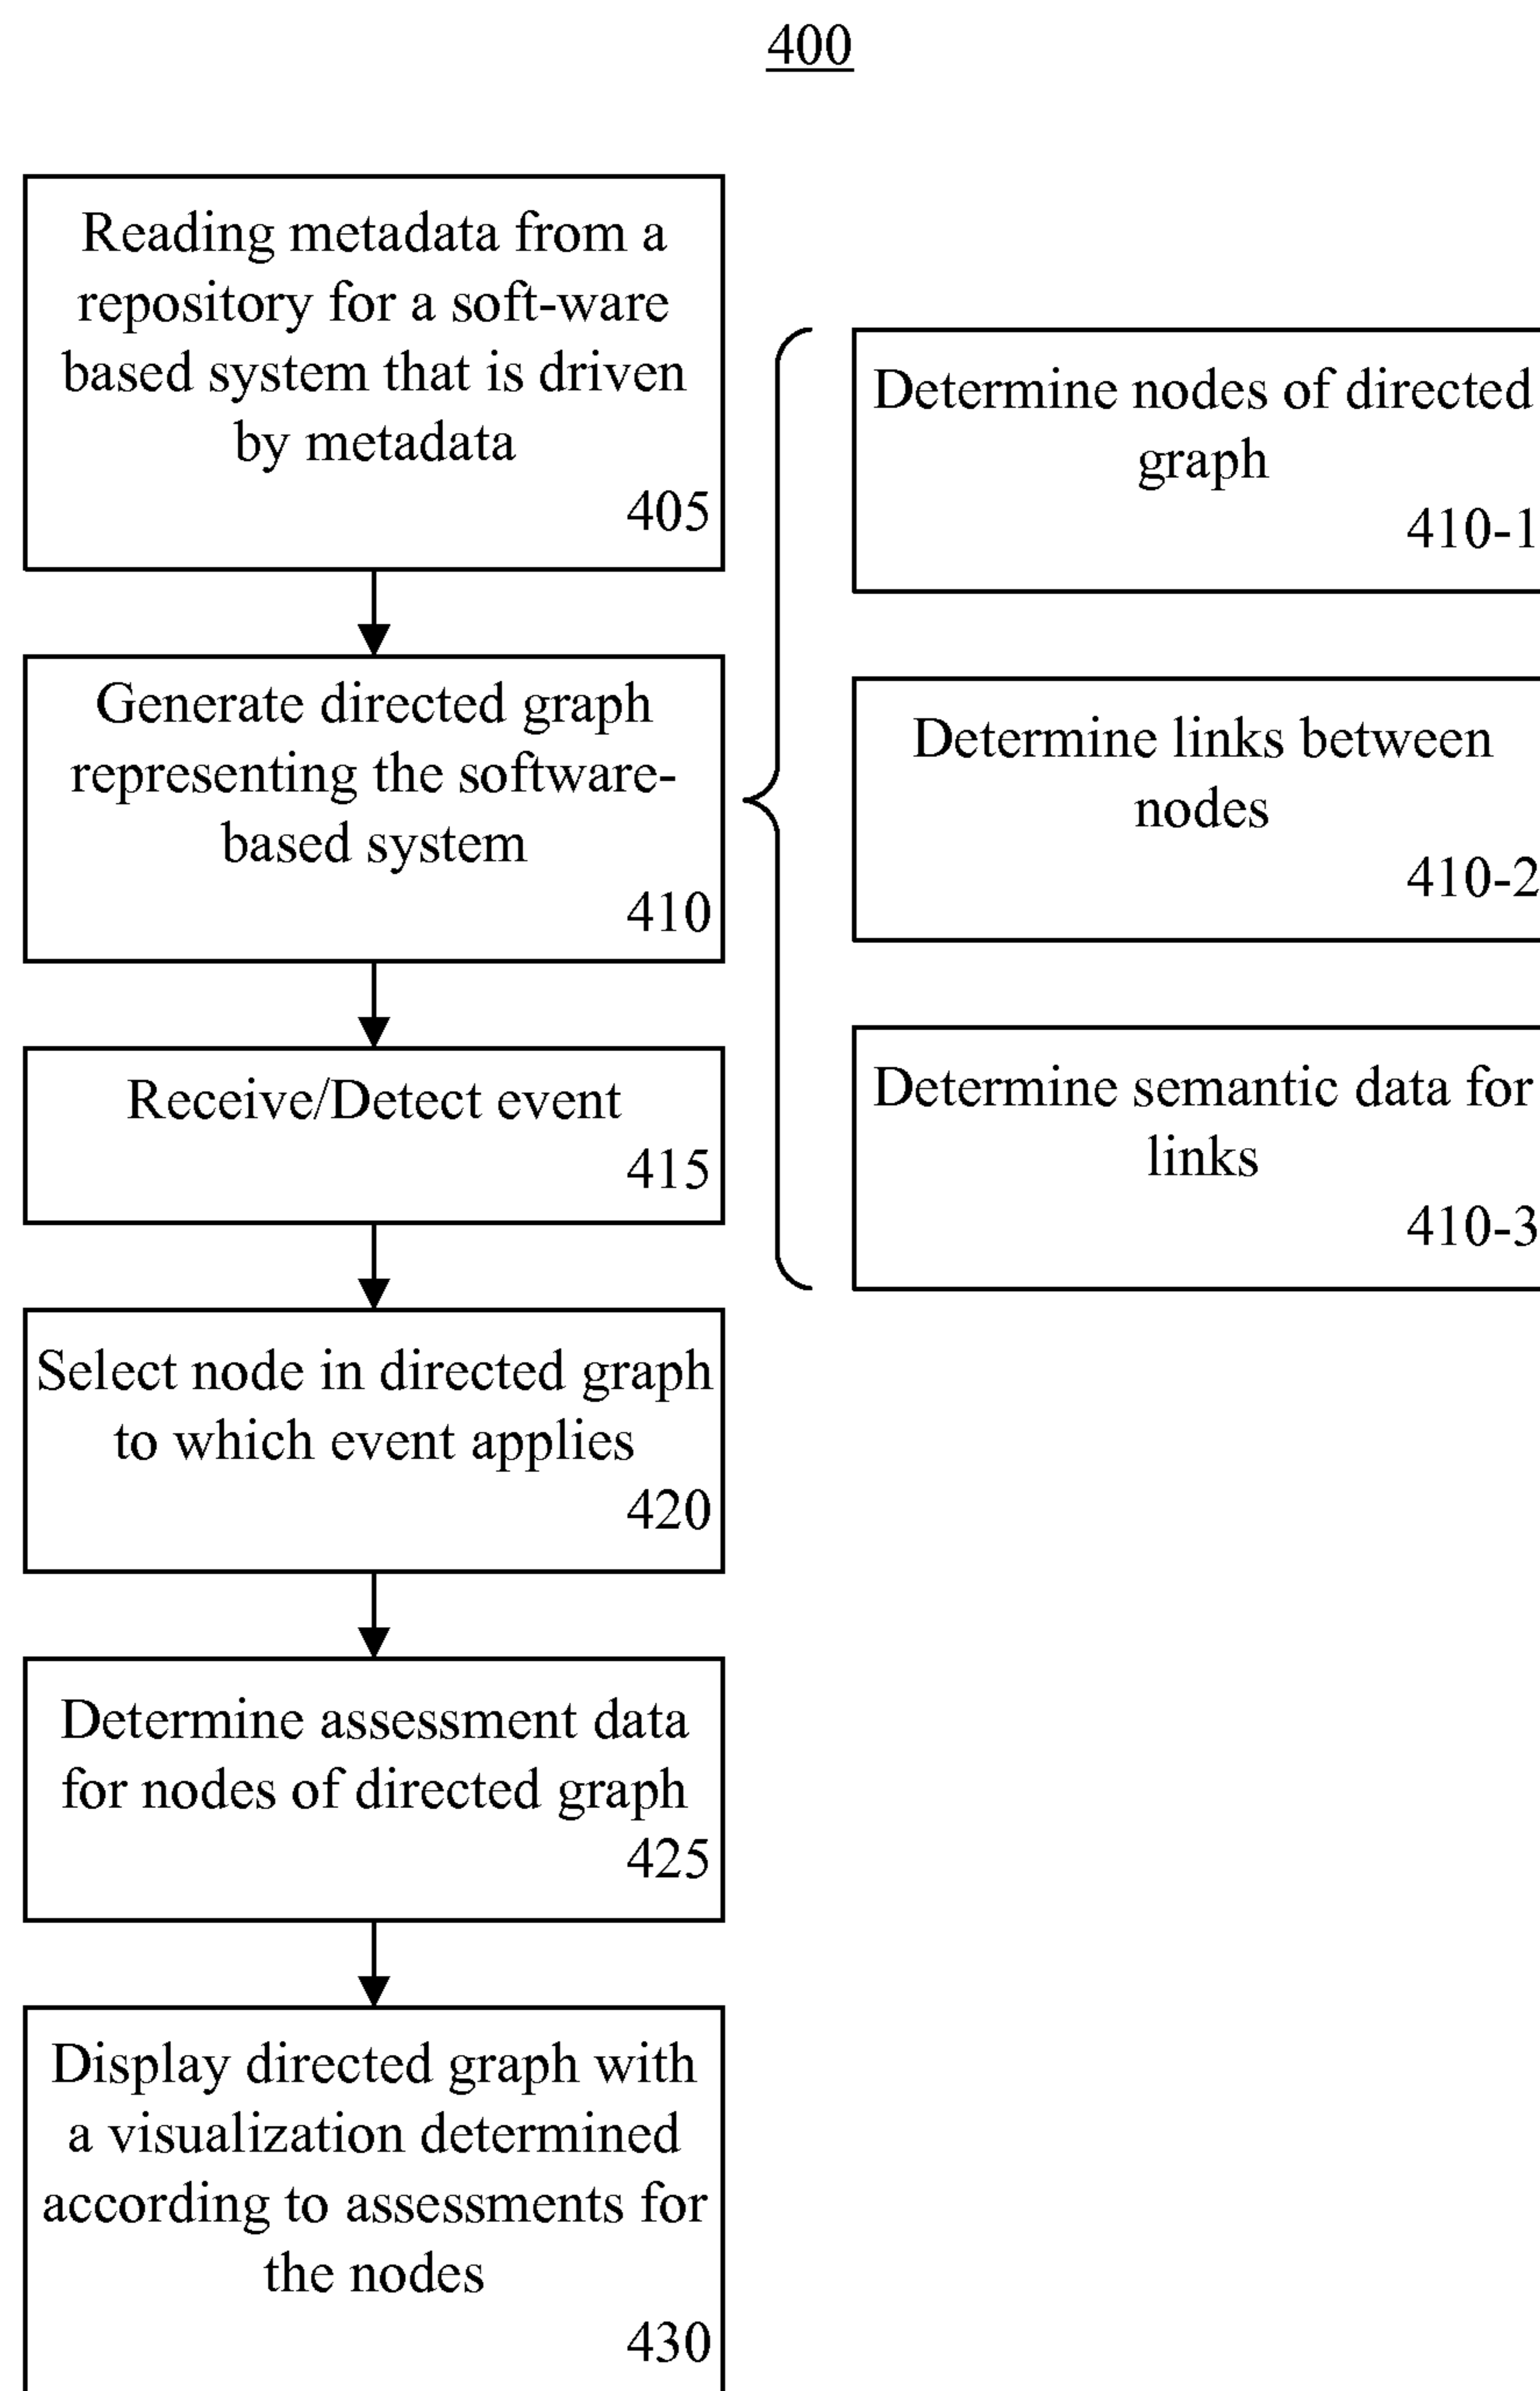 400
Reading metadata from a
repository for a soft-ware
based system that is driven
by metadata
405
Generate directed graph
representing the software-
based system
410
Receive/Detect event
415
Select node in directed graph
to which event applies
420
Determine assessment data
for nodes of directed graph
425
Display directed graph with
a visualization determined
according to assessments for
the nodes
430
Determine nodes of directed
graph
410-1
Determine links between
nodes
410-2
Determine semantic data for
links
410-3